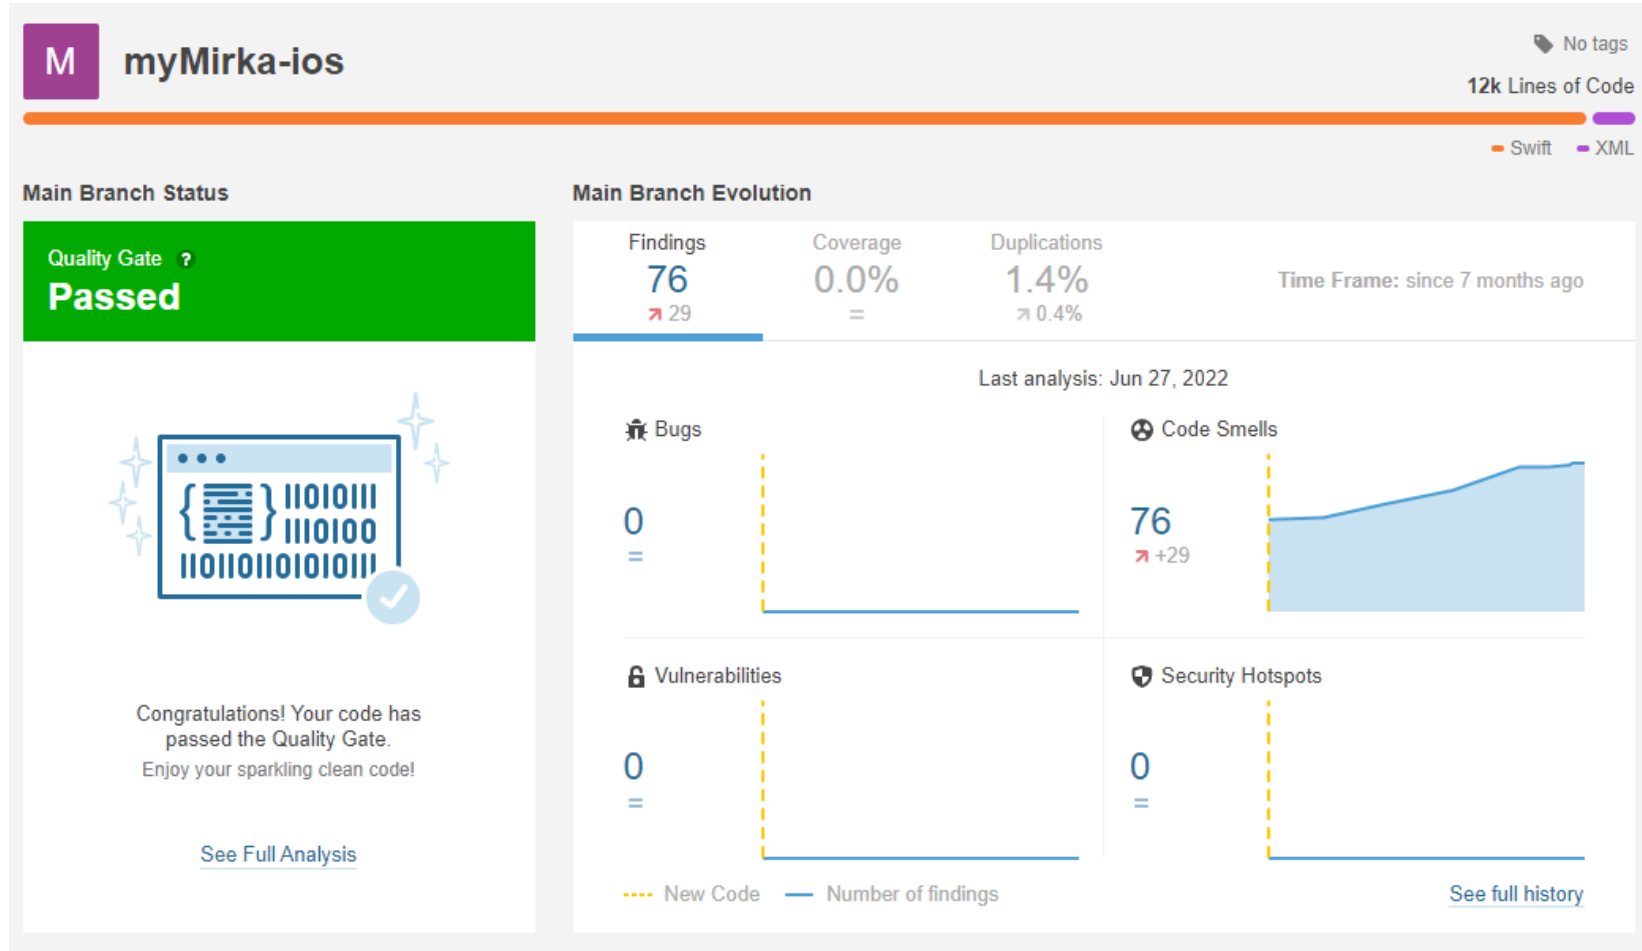 M
myMirka-ios
No tags
12k Lines of Code
Swift
XML
Main Branch Status
Quality Gate ?
Passed
{ } 11010111
1110100
11011011010101011
Congratulations! Your code has
passed the Quality Gate.
Enjoy your sparkling clean code!
See Full Analysis
Main Branch Evolution
Findings
76
29
Coverage
0.0%
=
Duplications
1.4%
0.4%
Time Frame: since 7 months ago
Last analysis: Jun 27, 2022
Bugs
0
=
Code Smells
76
+29
Vulnerabilities
0
=
Security Hotspots
0
=
New Code
Number of findings
See full history